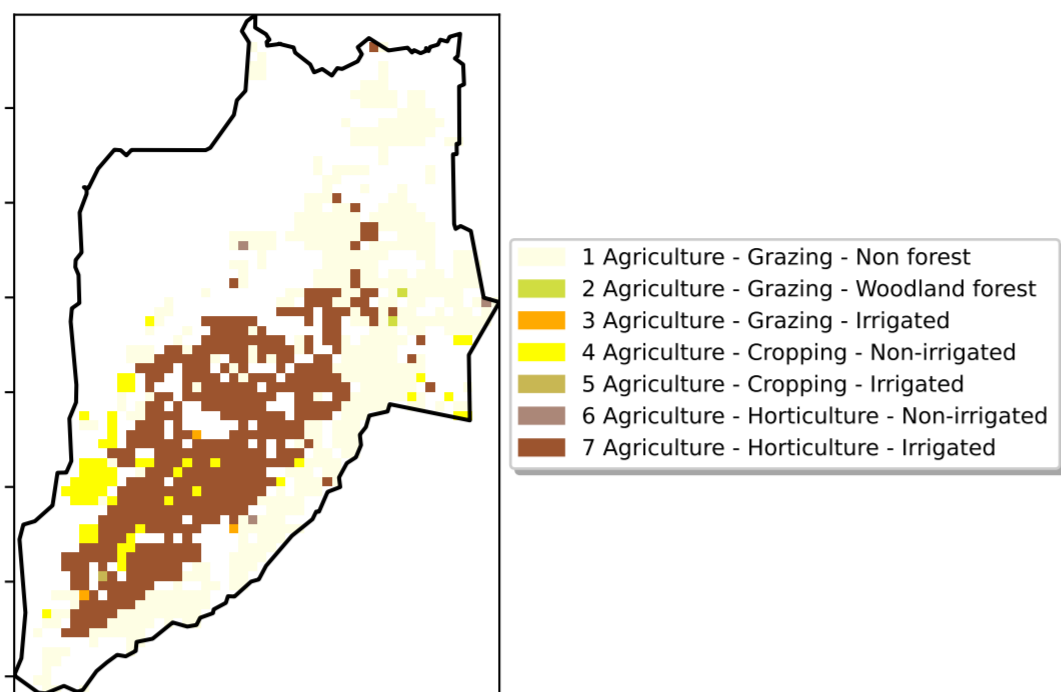 1 Agriculture - Grazing - Non forest
2 Agriculture - Grazing - Woodland forest
3 Agriculture - Grazing - Irrigated
4 Agriculture - Cropping - Non-irrigated
5 Agriculture - Cropping - Irrigated
6 Agriculture - Horticulture - Non-irrigated
7 Agriculture - Horticulture - Irrigated